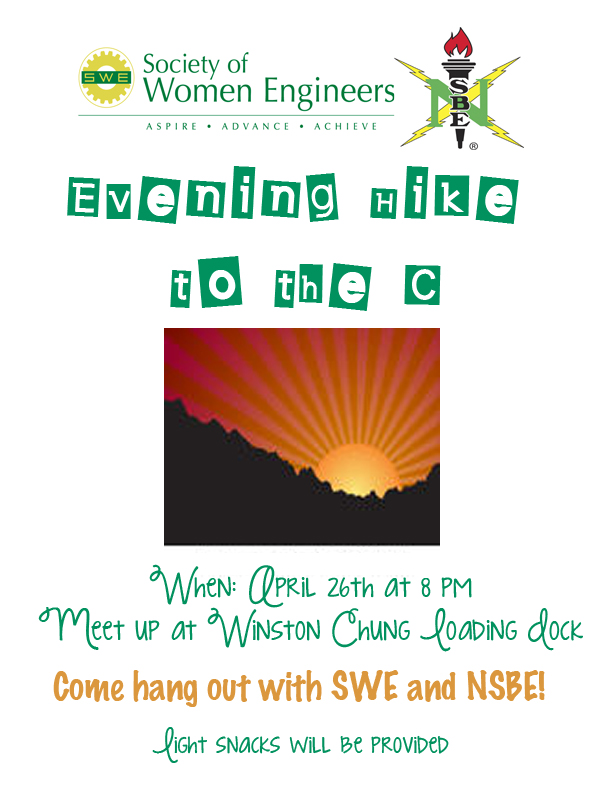 SWE
Society of
Women Engineers
ASPIRE • ADVANCE • ACHIEVE
NSBE
®
Evening Hike
to the C
When: April 26th at 8 pm
Meet up at Winston Chung Loading dock
Come hang out with SWE and NSBE!
Light snacks will be provided